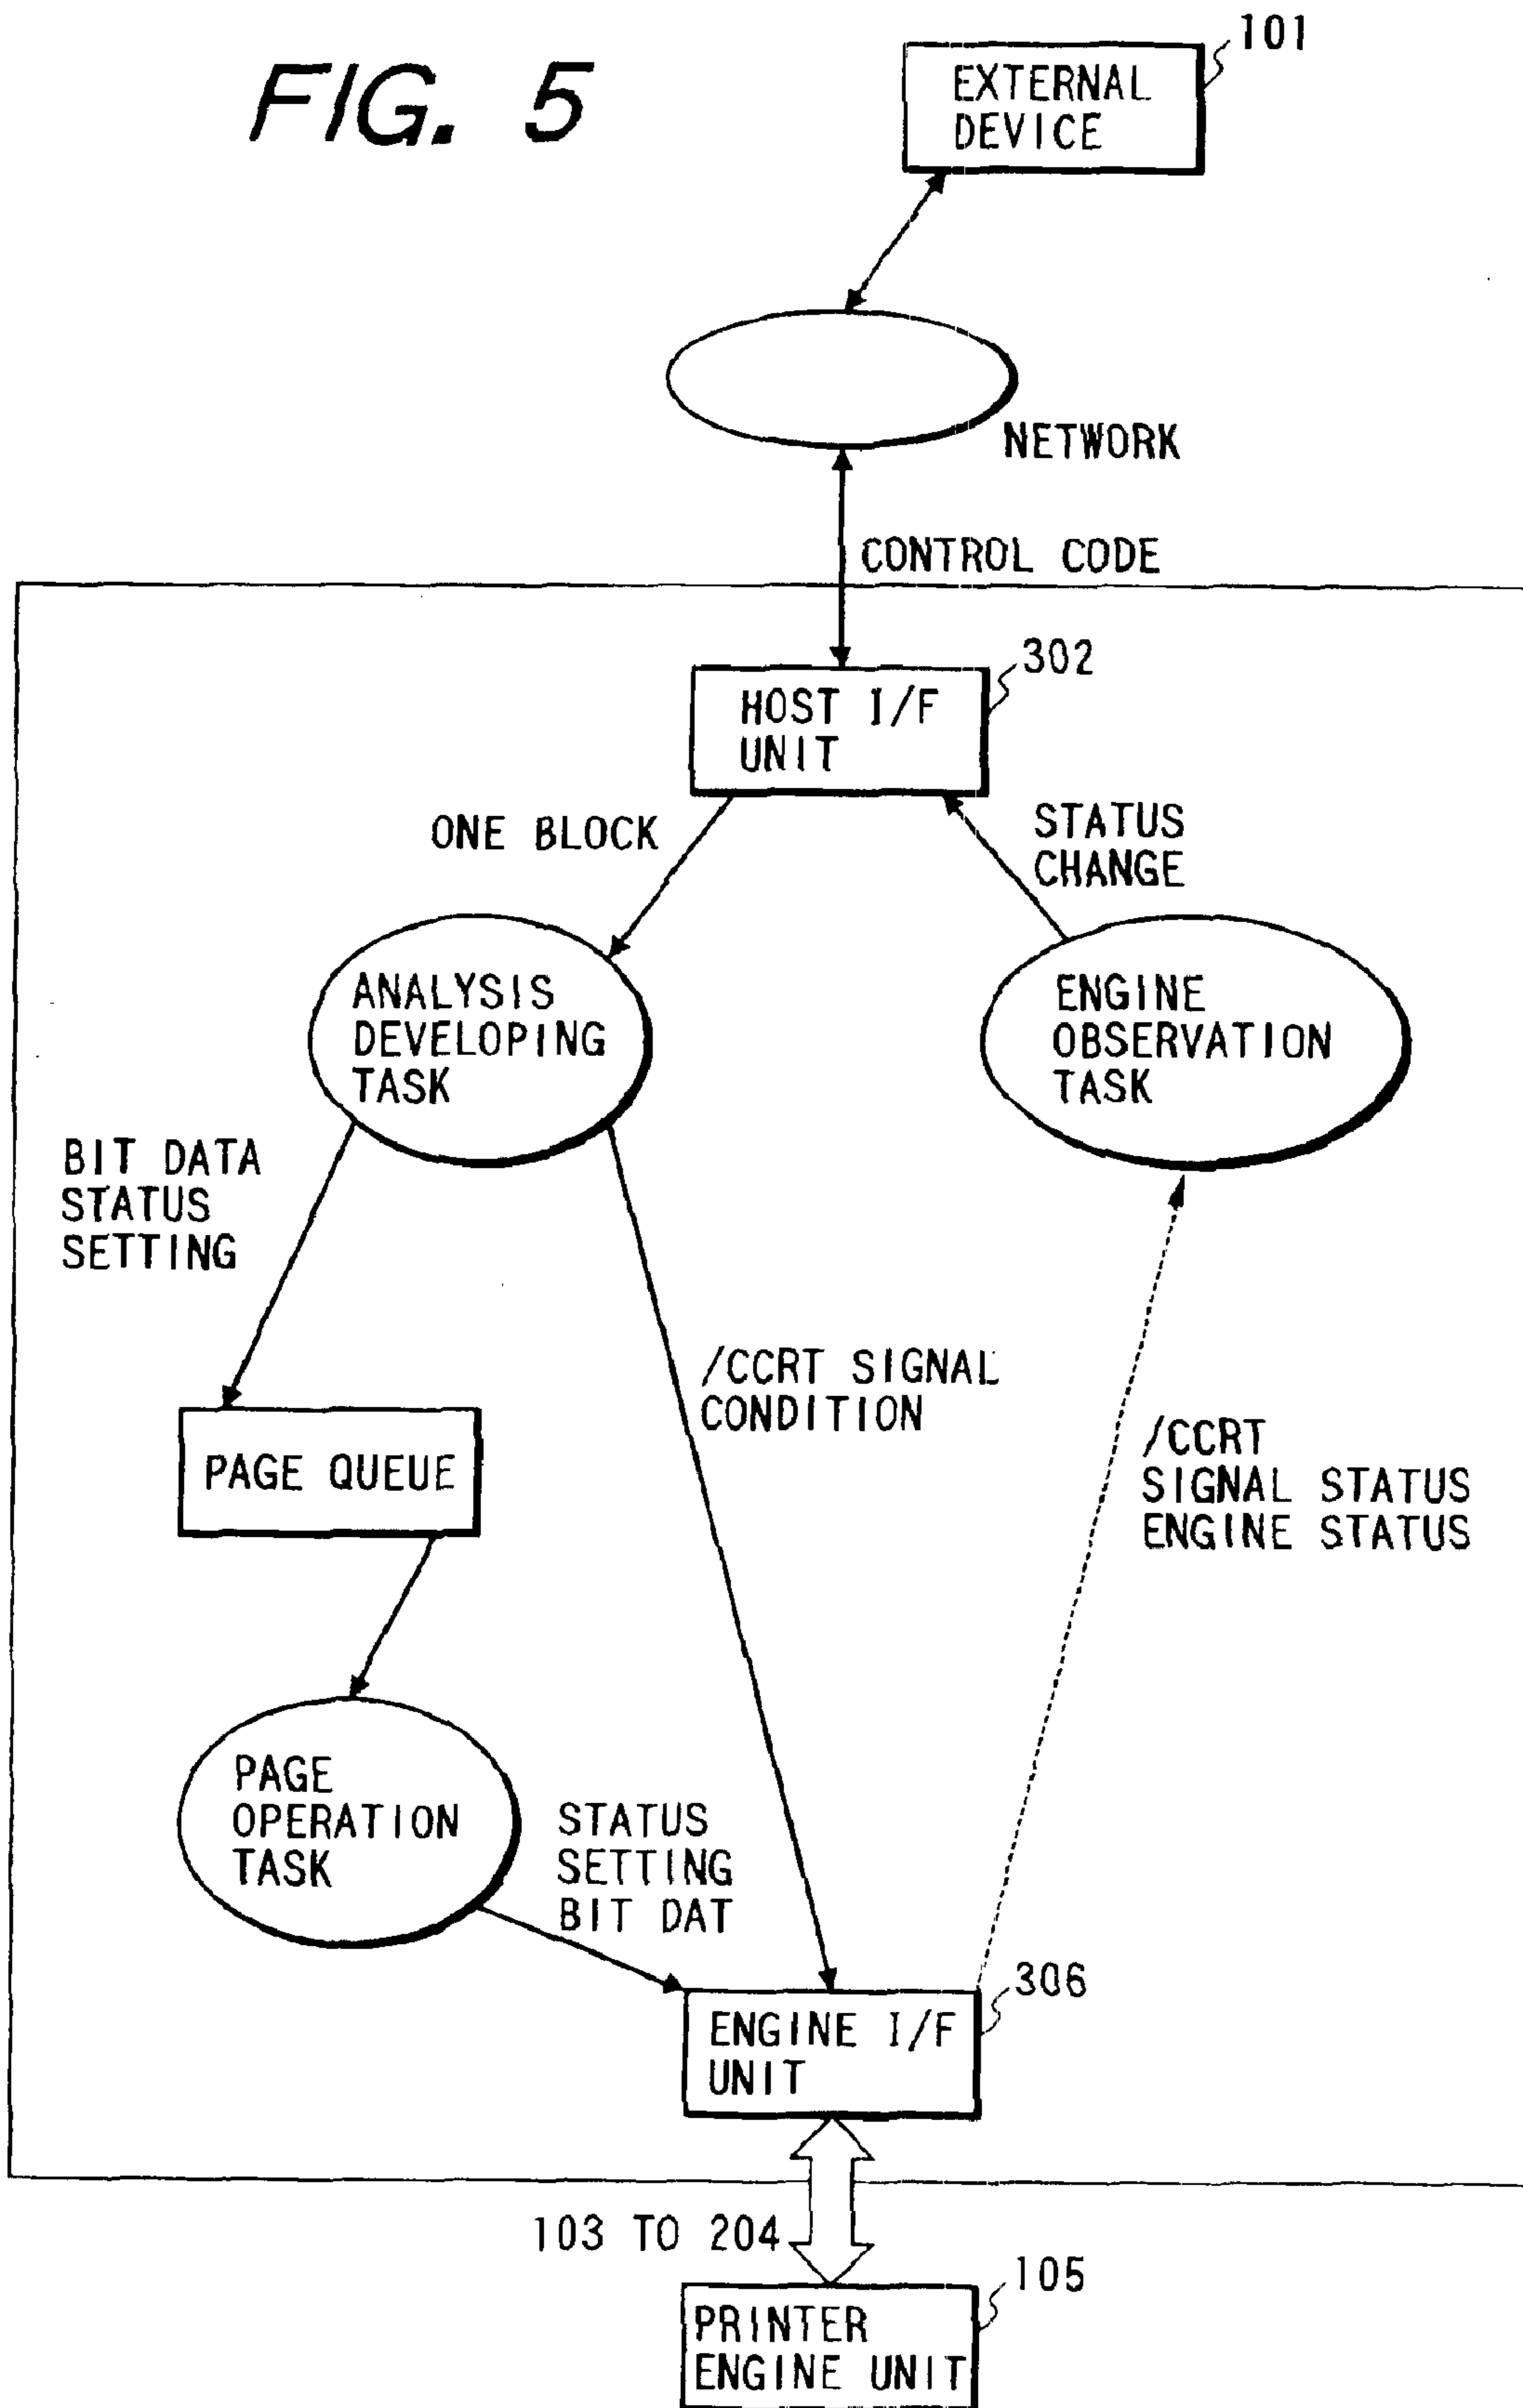 FIG. 5
101
EXTERNAL
DEVICE
NETWORK
CONTROL CODE
302
HOST I/F
UNIT
ONE BLOCK
STATUS
CHANGE
ANALYSIS
DEVELOPING
TASK
ENGINE
OBSERVATION
TASK
BIT DATA
STATUS
SETTING
/CCRT SIGNAL
CONDITION
/CCRT
SIGNAL STATUS
ENGINE STATUS
PAGE QUEUE
PAGE
OPERATION
TASK
STATUS
SETTING
BIT DAT
306
ENGINE I/F
UNIT
103 TO 204
105
PRINTER
ENGINE UNIT